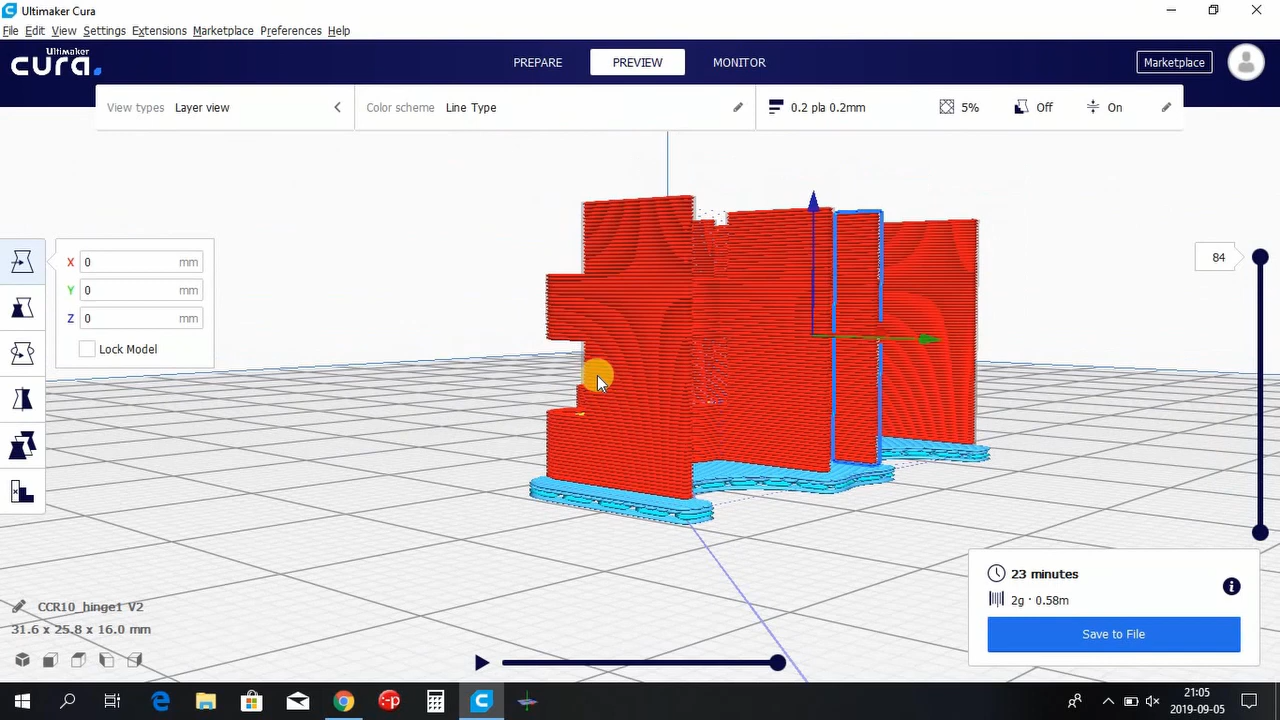 Ultimaker Cura
File Edit View Settings Extensions Marketplace Preferences Help
Ultimaker
cura.
PREPARE PREVIEW MONITOR
Marketplace
View types Layer view
Color scheme Line Type
0.2 pla 0.2mm 5% Off On
X 0 mm
Y 0 mm
Z 0 mm
Lock Model
84
23 minutes
2g · 0.58m
Save to File
CCR10_hinge1 V2
31.6 x 25.8 x 16.0 mm
21:05
2019-09-05